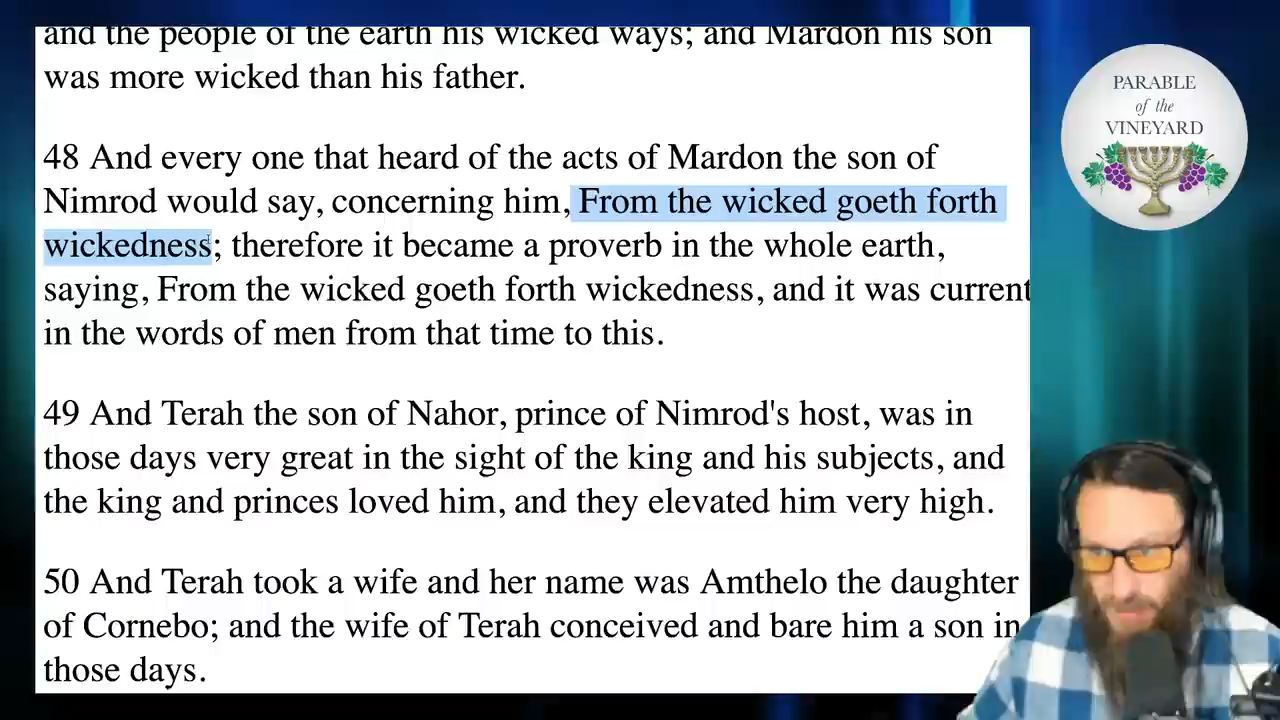 and the people of the earth his wicked ways; and Mardon his son
was more wicked than his father.
48 And every one that heard of the acts of Mardon the son of
Nimrod would say, concerning him, From the wicked goeth forth
wickedness; therefore it became a proverb in the whole earth,
saying, From the wicked goeth forth wickedness, and it was current
in the words of men from that time to this.
49 And Terah the son of Nahor, prince of Nimrod's host, was in
those days very great in the sight of the king and his subjects, and
the king and princes loved him, and they elevated him very high.
50 And Terah took a wife and her name was Amthelo the daughter
of Cornebo; and the wife of Terah conceived and bare him a son in
those days.
PARABLE
of the
VINEYARD